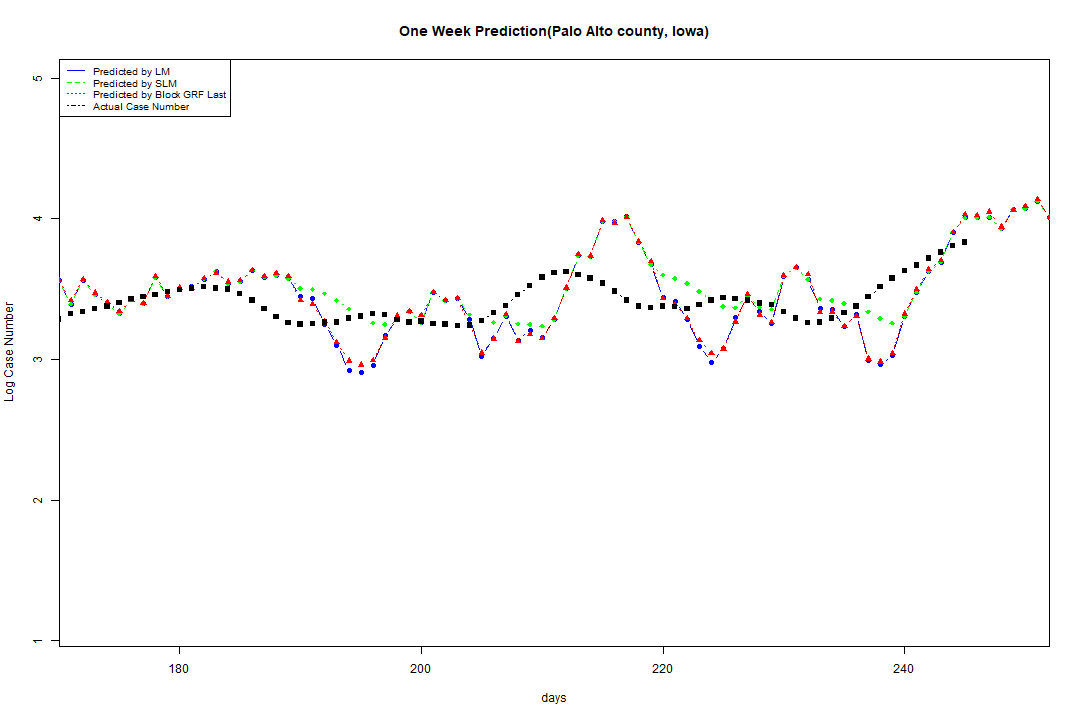 One Week Prediction(Palo Alto county, Iowa)
Predicted by LM
Predicted by SLM
Predicted by Block GRF Last
Actual Case Number
5
4
3
2
1
Log Case Number
180
200
220
240
days